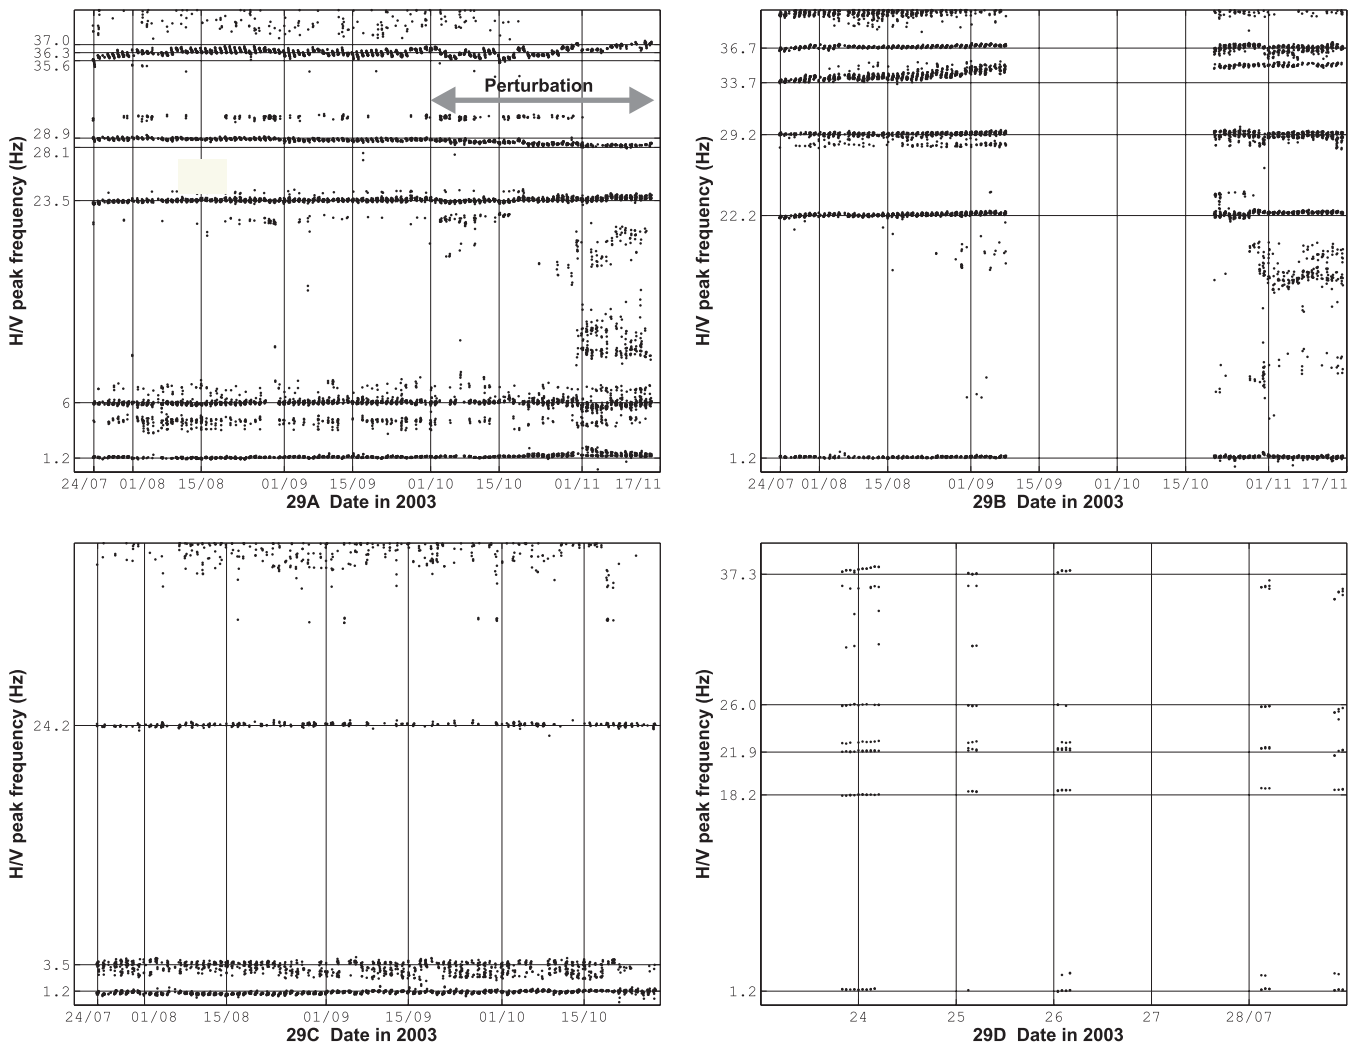 37.0
36.3
35.6
28.9
28.1
23.5
6
1.2
H/V peak frequency (Hz)
Perturbation
24/07 01/08 15/08 01/09 15/09 01/10 15/10 01/11 17/11
29A Date in 2003
36.7
33.7
29.2
22.2
1.2
H/V peak frequency (Hz)
24/07 01/08 15/08 01/09 15/09 01/10 15/10 01/11 17/11
29B Date in 2003
24.2
3.5
1.2
H/V peak frequency (Hz)
24/07 01/08 15/08 01/09 15/09 01/10 15/10
29C Date in 2003
37.3
26.0
21.9
18.2
1.2
H/V peak frequency (Hz)
24 25 26 27 28/07
29D Date in 2003